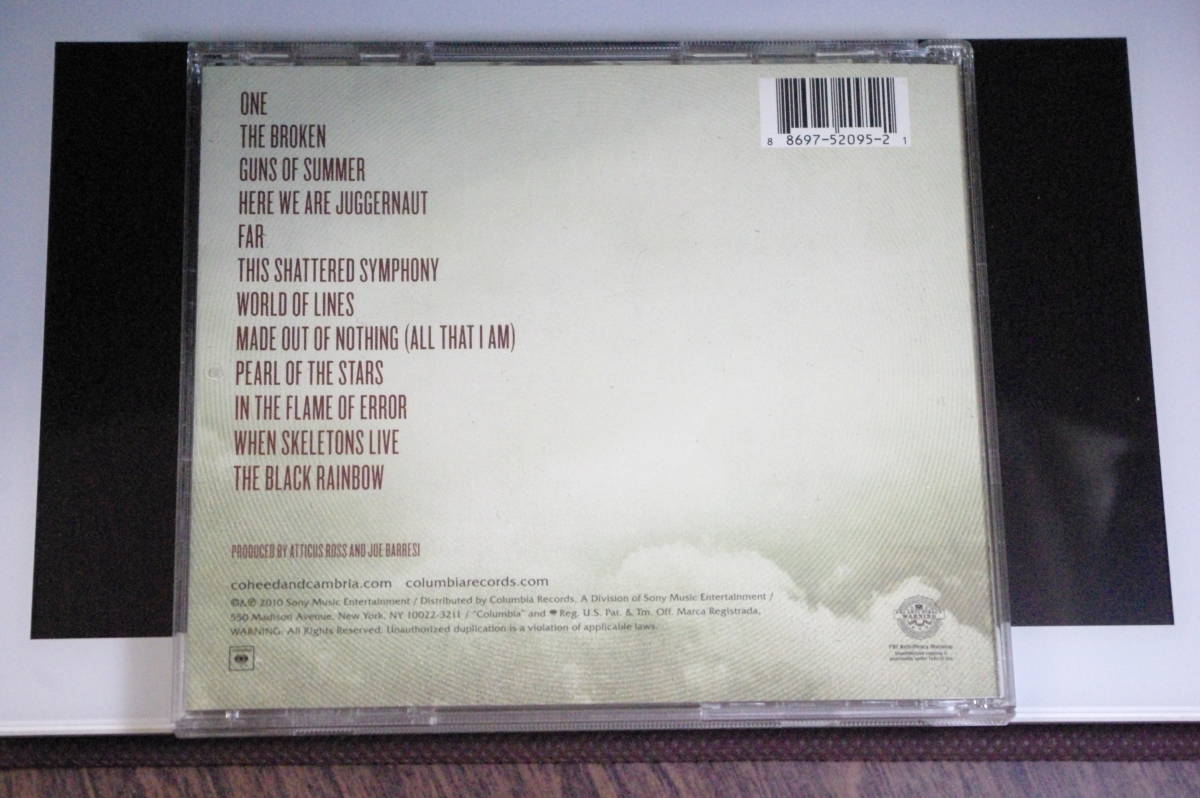 ONE
THE BROKEN
GUNS OF SUMMER
HERE WE ARE JUGGERNAUT
FAR
THIS SHATTERED SYMPHONY
WORLD OF LINES
MADE OUT OF NOTHING (ALL THAT I AM)
PEARL OF THE STARS
IN THE FLAME OF ERROR
WHEN SKELETONS LIVE
THE BLACK RAINBOW
8 8697-52095-2 1
PRODUCED BY ATTICUS ROSS AND JOE BARRESI
coheedandcambria.com columbiarecords.com
©& ℗ 2010 Sony Music Entertainment / Distributed by Columbia Records, A Division of Sony Music Entertainment /
550 Madison Avenue, New York, NY 10022-3211 / "Columbia" and Reg. U.S. Pat. & Tm. Off. Marca Registrada,
WARNING: All Rights Reserved. Unauthorized duplication is a violation of applicable laws.
WARNING
FBI Anti-Piracy Warning